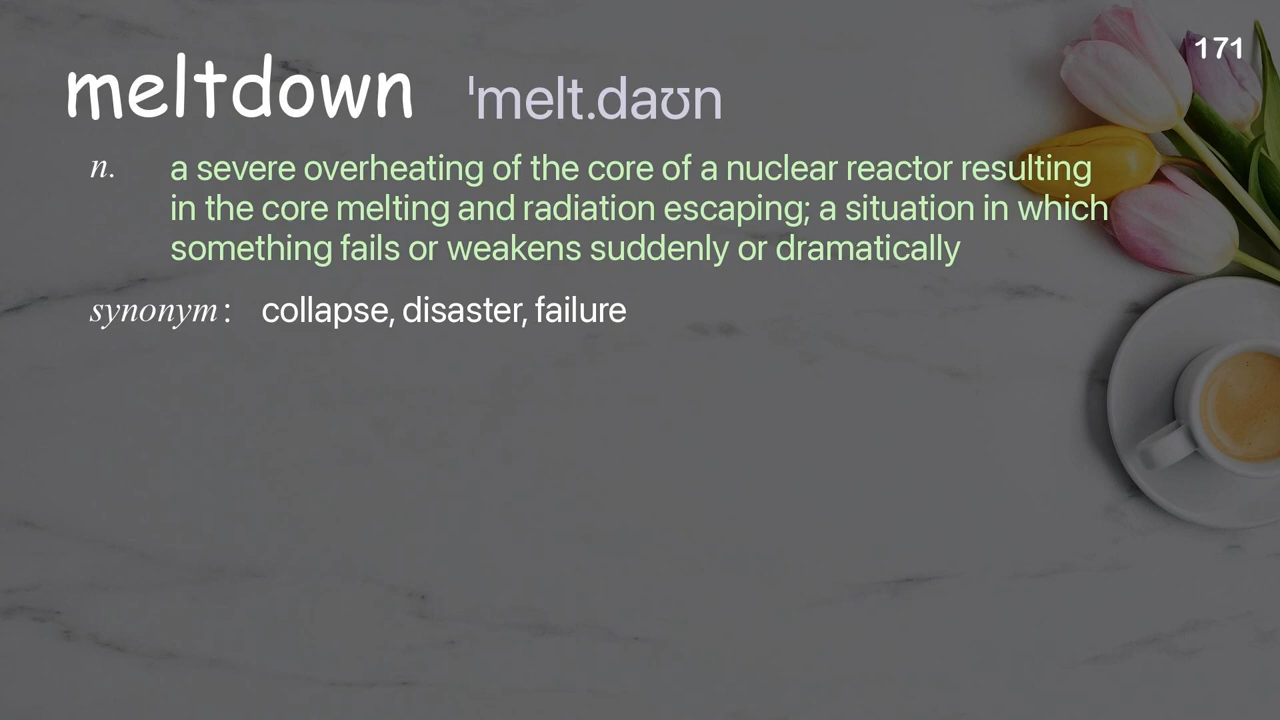 171
meltdown ˈmelt.daʊn
n. a severe overheating of the core of a nuclear reactor resulting
in the core melting and radiation escaping; a situation in which
something fails or weakens suddenly or dramatically
synonym: collapse, disaster, failure